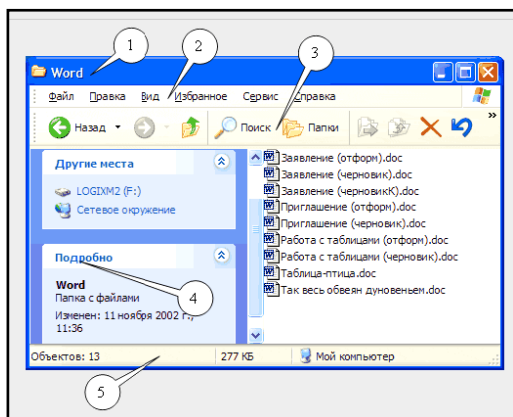 1
2
3
Word
Файл Правка Вид Избранное Сервис Справка
Назад Поиск Папки »
Другие места
LOGIXM2 (F:)
Сетевое окружение
Подробно
Word
Папка с файлами
Изменен: 11 ноября 2002 г.,
11:36
4
Заявление (отформ).doc
Заявление (черновик).doc
Заявление (черновикК).doc
Приглашение (отформ).doc
Приглашение (черновик).doc
Работа с таблицами (отформ).doc
Работа с таблицами (черновик).doc
Таблица-птица.doc
Так весь обвеян дуновеньем.doc
Объектов: 13 277 КБ Мой компьютер
5